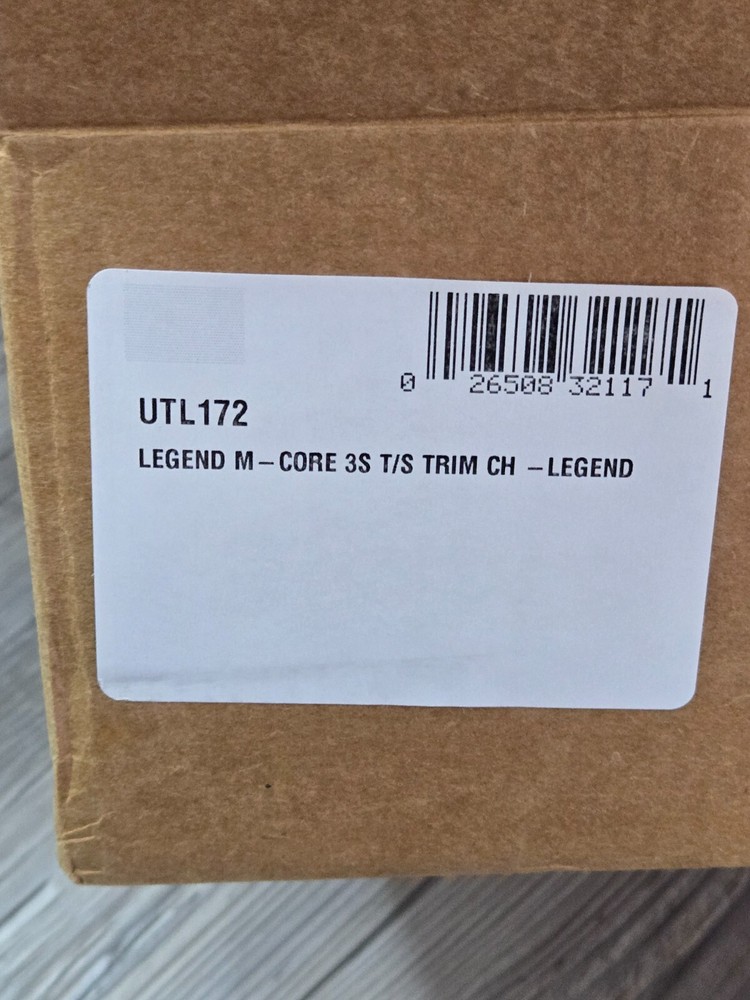 0 26508 32117 1
UTL172
LEGEND M-CORE 3S T/S TRIM CH -LEGEND